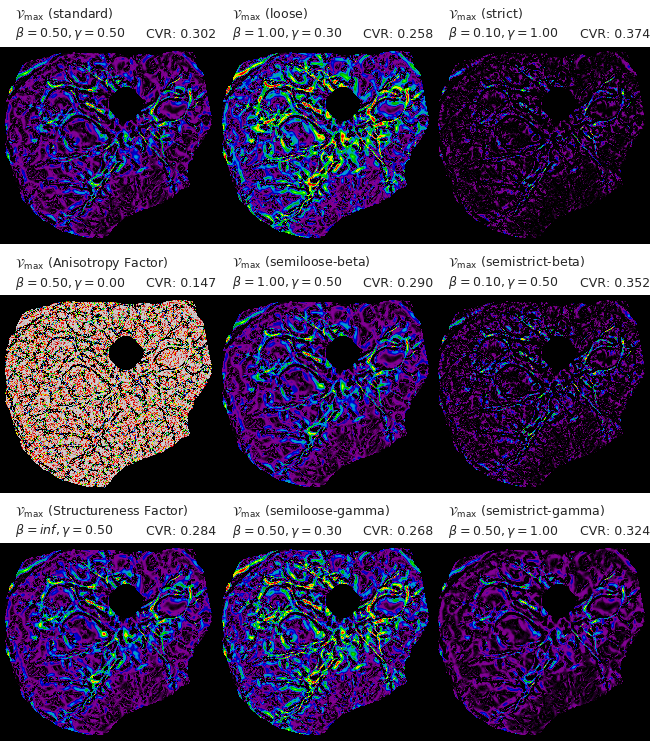 𝒱max (standard)
β = 0.50, γ = 0.50 CVR: 0.302
𝒱max (loose)
β = 1.00, γ = 0.30 CVR: 0.258
𝒱max (strict)
β = 0.10, γ = 1.00 CVR: 0.374
𝒱max (Anisotropy Factor)
β = 0.50, γ = 0.00 CVR: 0.147
𝒱max (semiloose-beta)
β = 1.00, γ = 0.50 CVR: 0.290
𝒱max (semistrict-beta)
β = 0.10, γ = 0.50 CVR: 0.352
𝒱max (Structureness Factor)
β = inf, γ = 0.50 CVR: 0.284
𝒱max (semiloose-gamma)
β = 0.50, γ = 0.30 CVR: 0.268
𝒱max (semistrict-gamma)
β = 0.50, γ = 1.00 CVR: 0.324